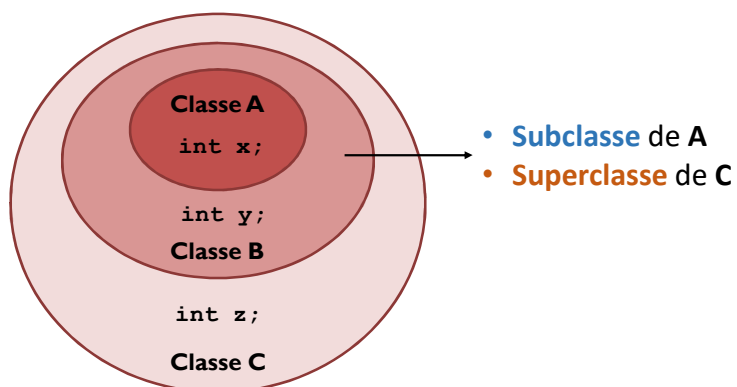 Classe A
int x;
int y;
Classe B
int z;
Classe C
• Subclasse de A
• Superclasse de C